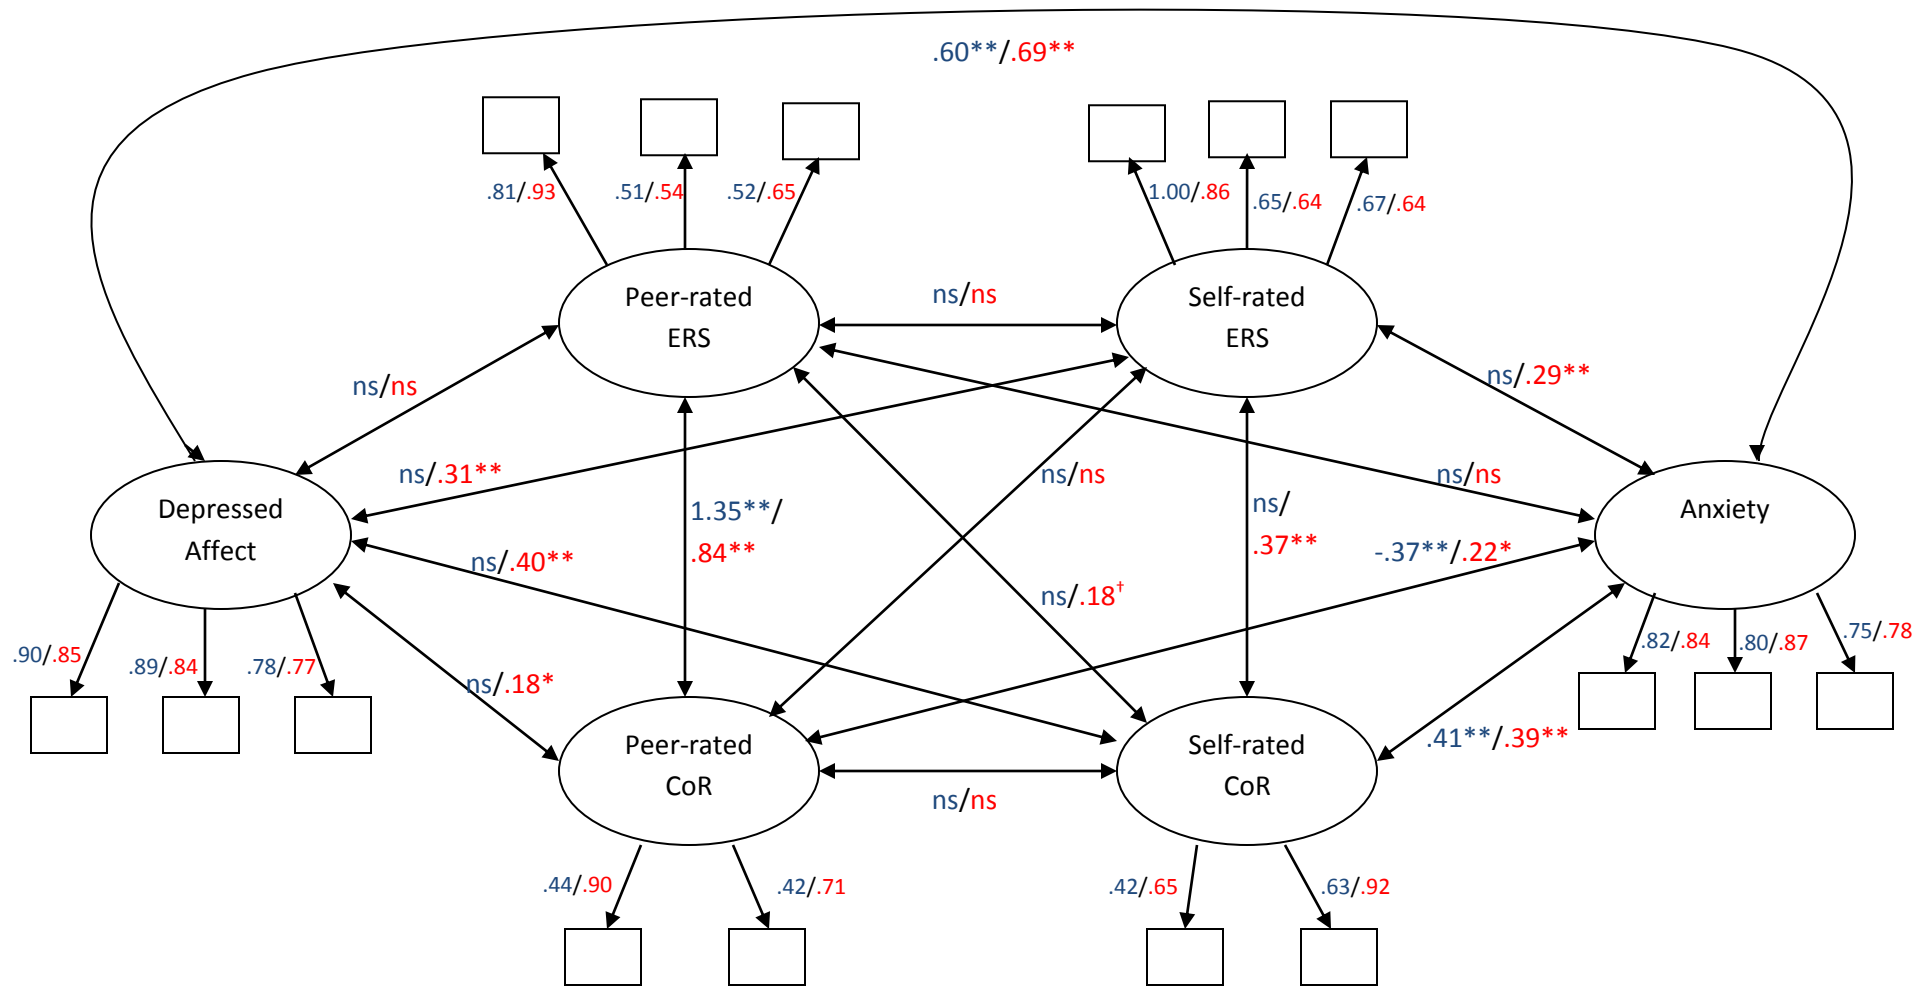 .60**/.69**
.81/.93
.51/.54
.52/.65
1.00/.86
.65/.64
.67/.64
Peer-rated
ERS
ns/ns
Self-rated
ERS
ns/ns
ns/.29**
ns/.31**
ns/ns
ns/ns
Depressed
Affect
1.35**/
.84**
ns/
.37**
Anxiety
ns/.40**
-.37**/.22*
ns/.18†
.90/.85
.89/.84
.78/.77
ns/.18*
.82/.84
.80/.87
.75/.78
Peer-rated
CoR
ns/ns
Self-rated
CoR
.41**/.39**
.44/.90
.42/.71
.42/.65
.63/.92